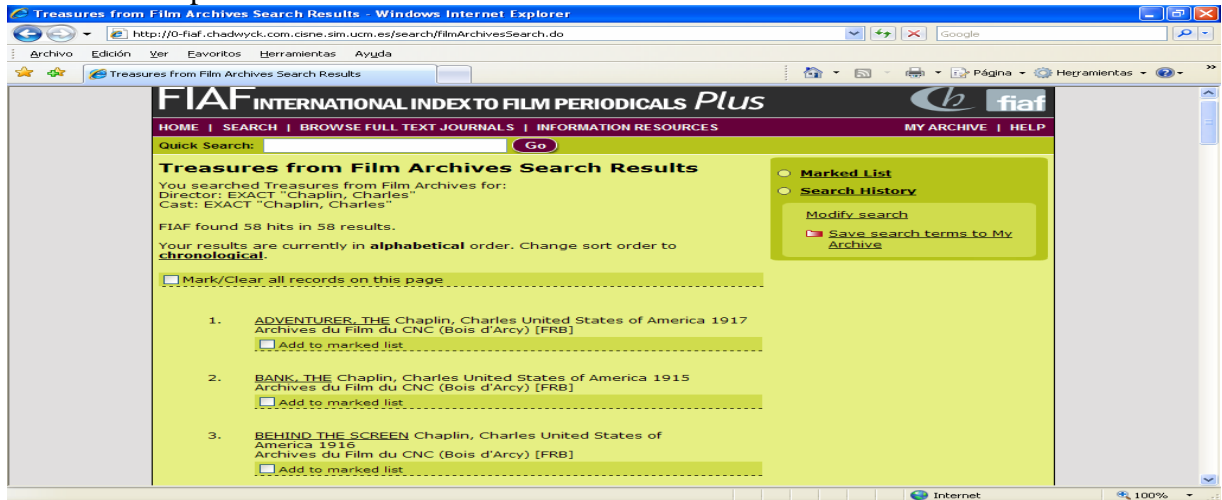 Treasures from Film Archives Search Results - Windows Internet Explorer
http://0-fiaf.chadwyck.com.cisne.sim.ucm.es/search/filmArchivesSearch.do
Google
Archivo Edición Ver Favoritos Herramientas Ayuda
Treasures from Film Archives Search Results
Página Herramientas
FIAF INTERNATIONAL INDEX TO FILM PERIODICALS Plus
fiaf
HOME | SEARCH | BROWSE FULL TEXT JOURNALS | INFORMATION RESOURCES
MY ARCHIVE | HELP
Quick Search:
Go
Treasures from Film Archives Search Results
You searched Treasures from Film Archives for:
Director: EXACT "Chaplin, Charles"
Cast: EXACT "Chaplin, Charles"
FIAF found 58 hits in 58 results.
Your results are currently in alphabetical order. Change sort order to
chronological.
Marked List
Search History
Modify search
Save search terms to My
Archive
Mark/Clear all records on this page
1. ADVENTURER, THE Chaplin, Charles United States of America 1917
Archives du Film du CNC (Bois d'Arcy) [FRB]
Add to marked list
2. BANK, THE Chaplin, Charles United States of America 1915
Archives du Film du CNC (Bois d'Arcy) [FRB]
Add to marked list
3. BEHIND THE SCREEN Chaplin, Charles United States of
America 1916
Archives du Film du CNC (Bois d'Arcy) [FRB]
Add to marked list
Internet
100%